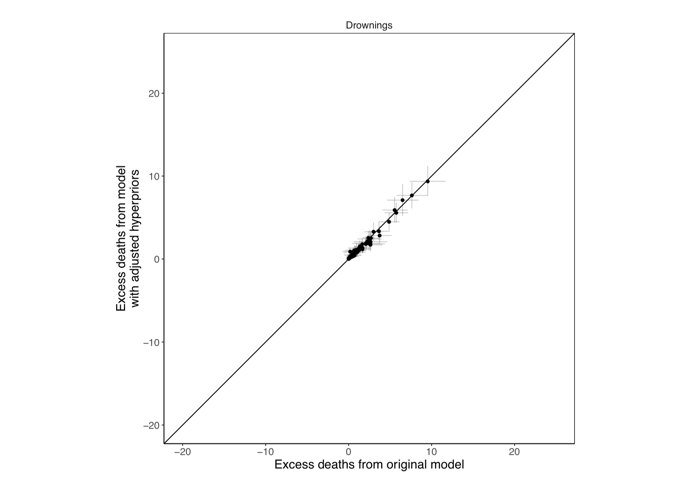 Drownings
20
10
0
−10
−20
Excess deaths from model
with adjusted hyperpriors
−20
−10
0
10
20
Excess deaths from original model